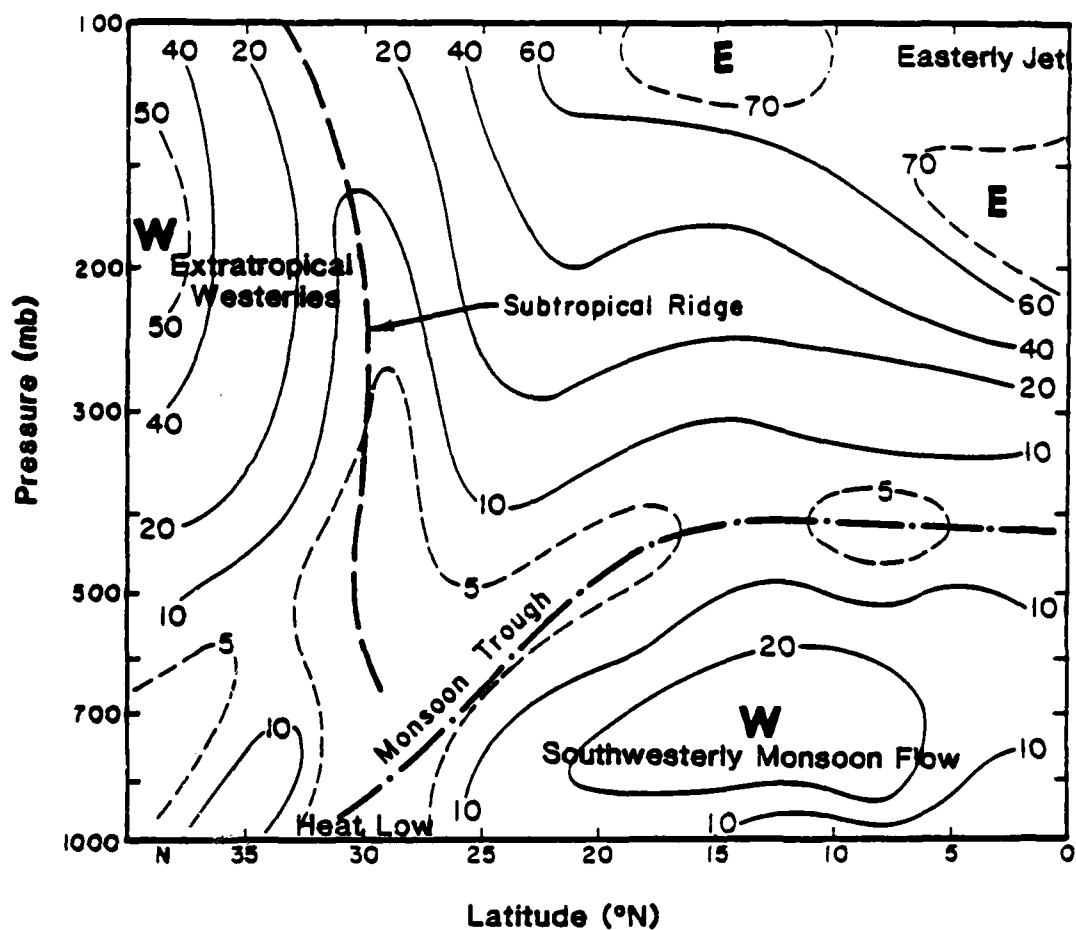 100
40
20
20
40
60
E
Easterly Jet
70
50
70
E
W
Pressure (mb)
200
Extratropical
Westerlies
50
Subtropical Ridge
60
40
20
300
40
10
10
5
20
500
5
10
10
Monsoon Trough
5
20
700
10
W
Southwesterly Monsoon Flow
10
10
10
Heat Low
1000
N
35
30
25
20
15
10
5
0
Latitude (°N)